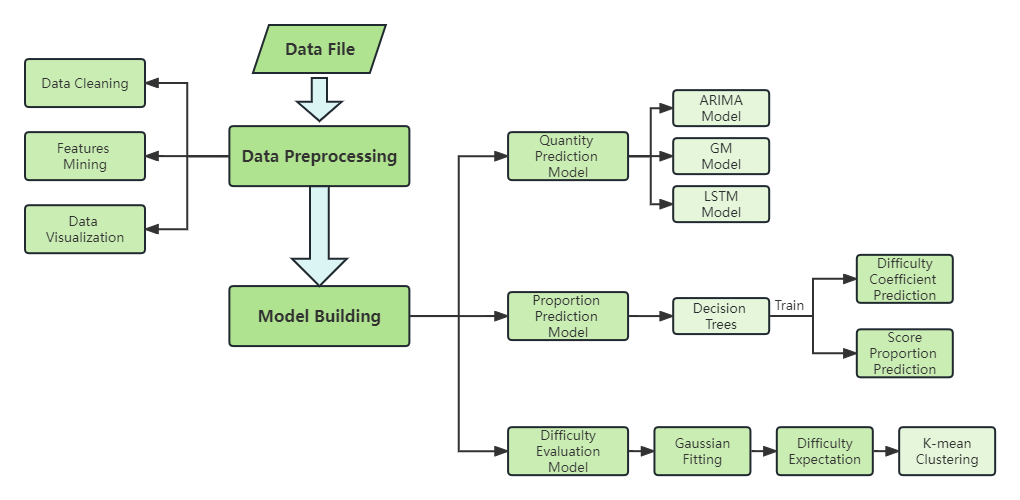 Data File
Data Cleaning
Features
Mining
Data
Visualization
Data Preprocessing
Model Building
Quantity
Prediction
Model
ARIMA
Model
GM
Model
LSTM
Model
Proportion
Prediction
Model
Decision
Trees
Train
Difficulty
Coefficient
Prediction
Score
Proportion
Prediction
Difficulty
Evaluation
Model
Gaussian
Fitting
Difficulty
Expectation
K-mean
Clustering